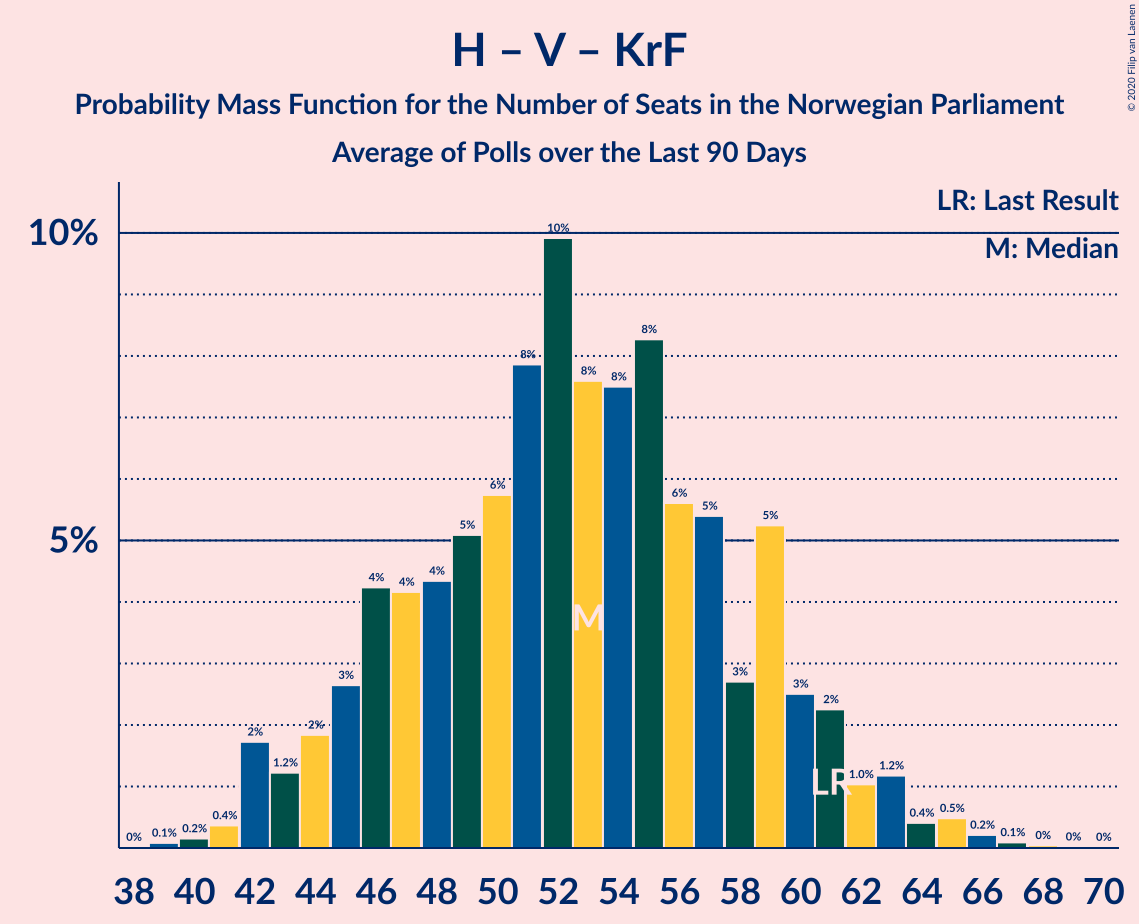 H – V – KrF
Probability Mass Function for the Number of Seats in the Norwegian Parliament
Average of Polls over the Last 90 Days
© 2020 Filip van Laenen
LR: Last Result
M: Median
10%
5%
0% 0.1% 0.2% 0.4% 2% 1.2% 2% 3% 4% 4% 4% 5% 6% 8% 10% 8% 8% 8% 6% 5% 3% 5% 3% 2% 1.0% 1.2% 0.4% 0.5% 0.2% 0.1% 0% 0% 0%
M
LR
38 40 42 44 46 48 50 52 54 56 58 60 62 64 66 68 70